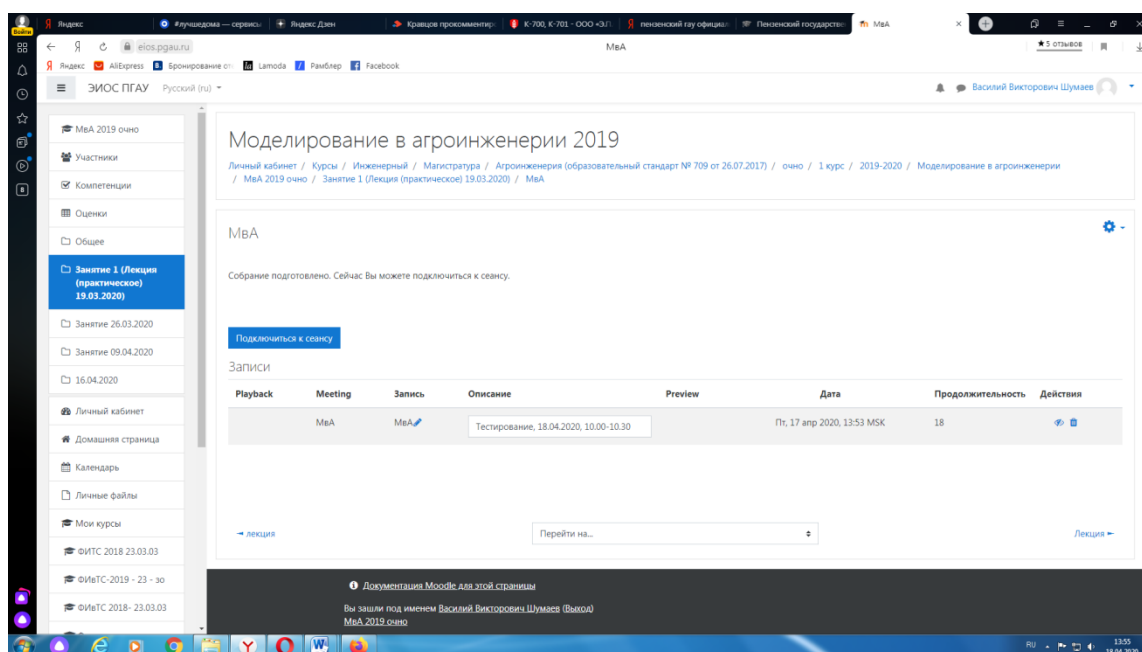 Яндекс
#лучшедома — сервисы
Яндекс.Дзен
Кравцов прокомментир
К-700, К-701 - ООО «З.Г.
пензенский гау официал
Пензенский государстве
МвА
Войти
eios.pgau.ru
МвА
★5 отзывов
Яндекс
AliExpress
Бронирование от
Lamoda
Рамблер
Facebook
ЭИОС ПГАУ
Русский (ru)
Василий Викторович Шумаев
МвА 2019 очно
Участники
Компетенции
Оценки
Общее
Занятие 1 (Лекция
(практическое)
19.03.2020)
Занятие 26.03.2020
Занятие 09.04.2020
16.04.2020
Личный кабинет
Домашняя страница
Календарь
Личные файлы
Мои курсы
ФИТС 2018 23.03.03
ФИвТС-2019 - 23 - зо
ФИвТС 2018- 23.03.03
Моделирование в агроинженерии 2019
Личный кабинет / Курсы / Инженерный / Магистратура / Агроинженерия (образовательный стандарт № 709 от 26.07.2017) / очно / 1 курс / 2019-2020 / Моделирование в агроинженерии
/ МвА 2019 очно / Занятие 1 (Лекция (практическое) 19.03.2020) / МвА
МвА
Собрание подготовлено. Сейчас Вы можете подключиться к сеансу.
Подключиться к сеансу
Записи
Playback Meeting Запись Описание Preview Дата Продолжительность Действия
МвА МвА Тестирование, 18.04.2020, 10.00-10.30 Пт, 17 апр 2020, 13:53 MSK 18
◄ лекция
Перейти на...
Лекция ►
Документация Moodle для этой страницы
Вы зашли под именем Василий Викторович Шумаев (Выход)
МвА 2019 очно
RU
13:55
18.04.2020